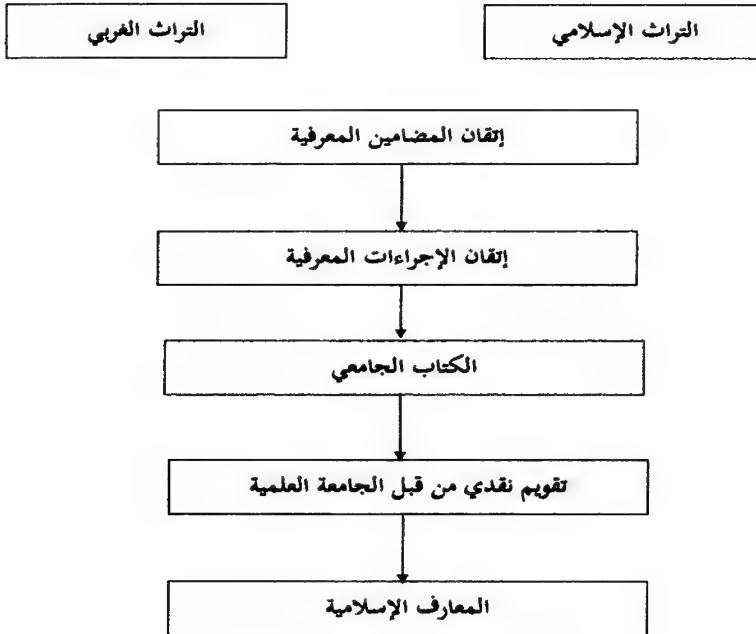 التراث الإسلامي
التراث الغربي
إتقان المضامين المعرفية
إتقان الإجراءات المعرفية
الكتاب الجامعي
تقويم نقدي من قبل الجامعة العلمية
المعارف الإسلامية